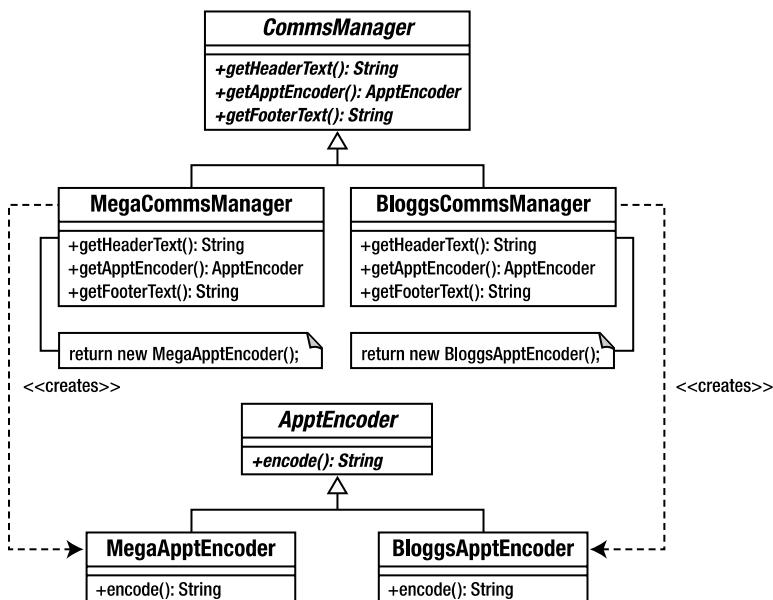 CommsManager
+getHeaderText(): String
+getApptEncoder(): ApptEncoder
+getFooterText(): String
MegaCommsManager
+getHeaderText(): String
+getApptEncoder(): ApptEncoder
+getFooterText(): String
BloggsCommsManager
+getHeaderText(): String
+getApptEncoder(): ApptEncoder
+getFooterText(): String
return new MegaApptEncoder();
return new BloggsApptEncoder();
<<creates>>
<<creates>>
ApptEncoder
+encode(): String
MegaApptEncoder
+encode(): String
BloggsApptEncoder
+encode(): String